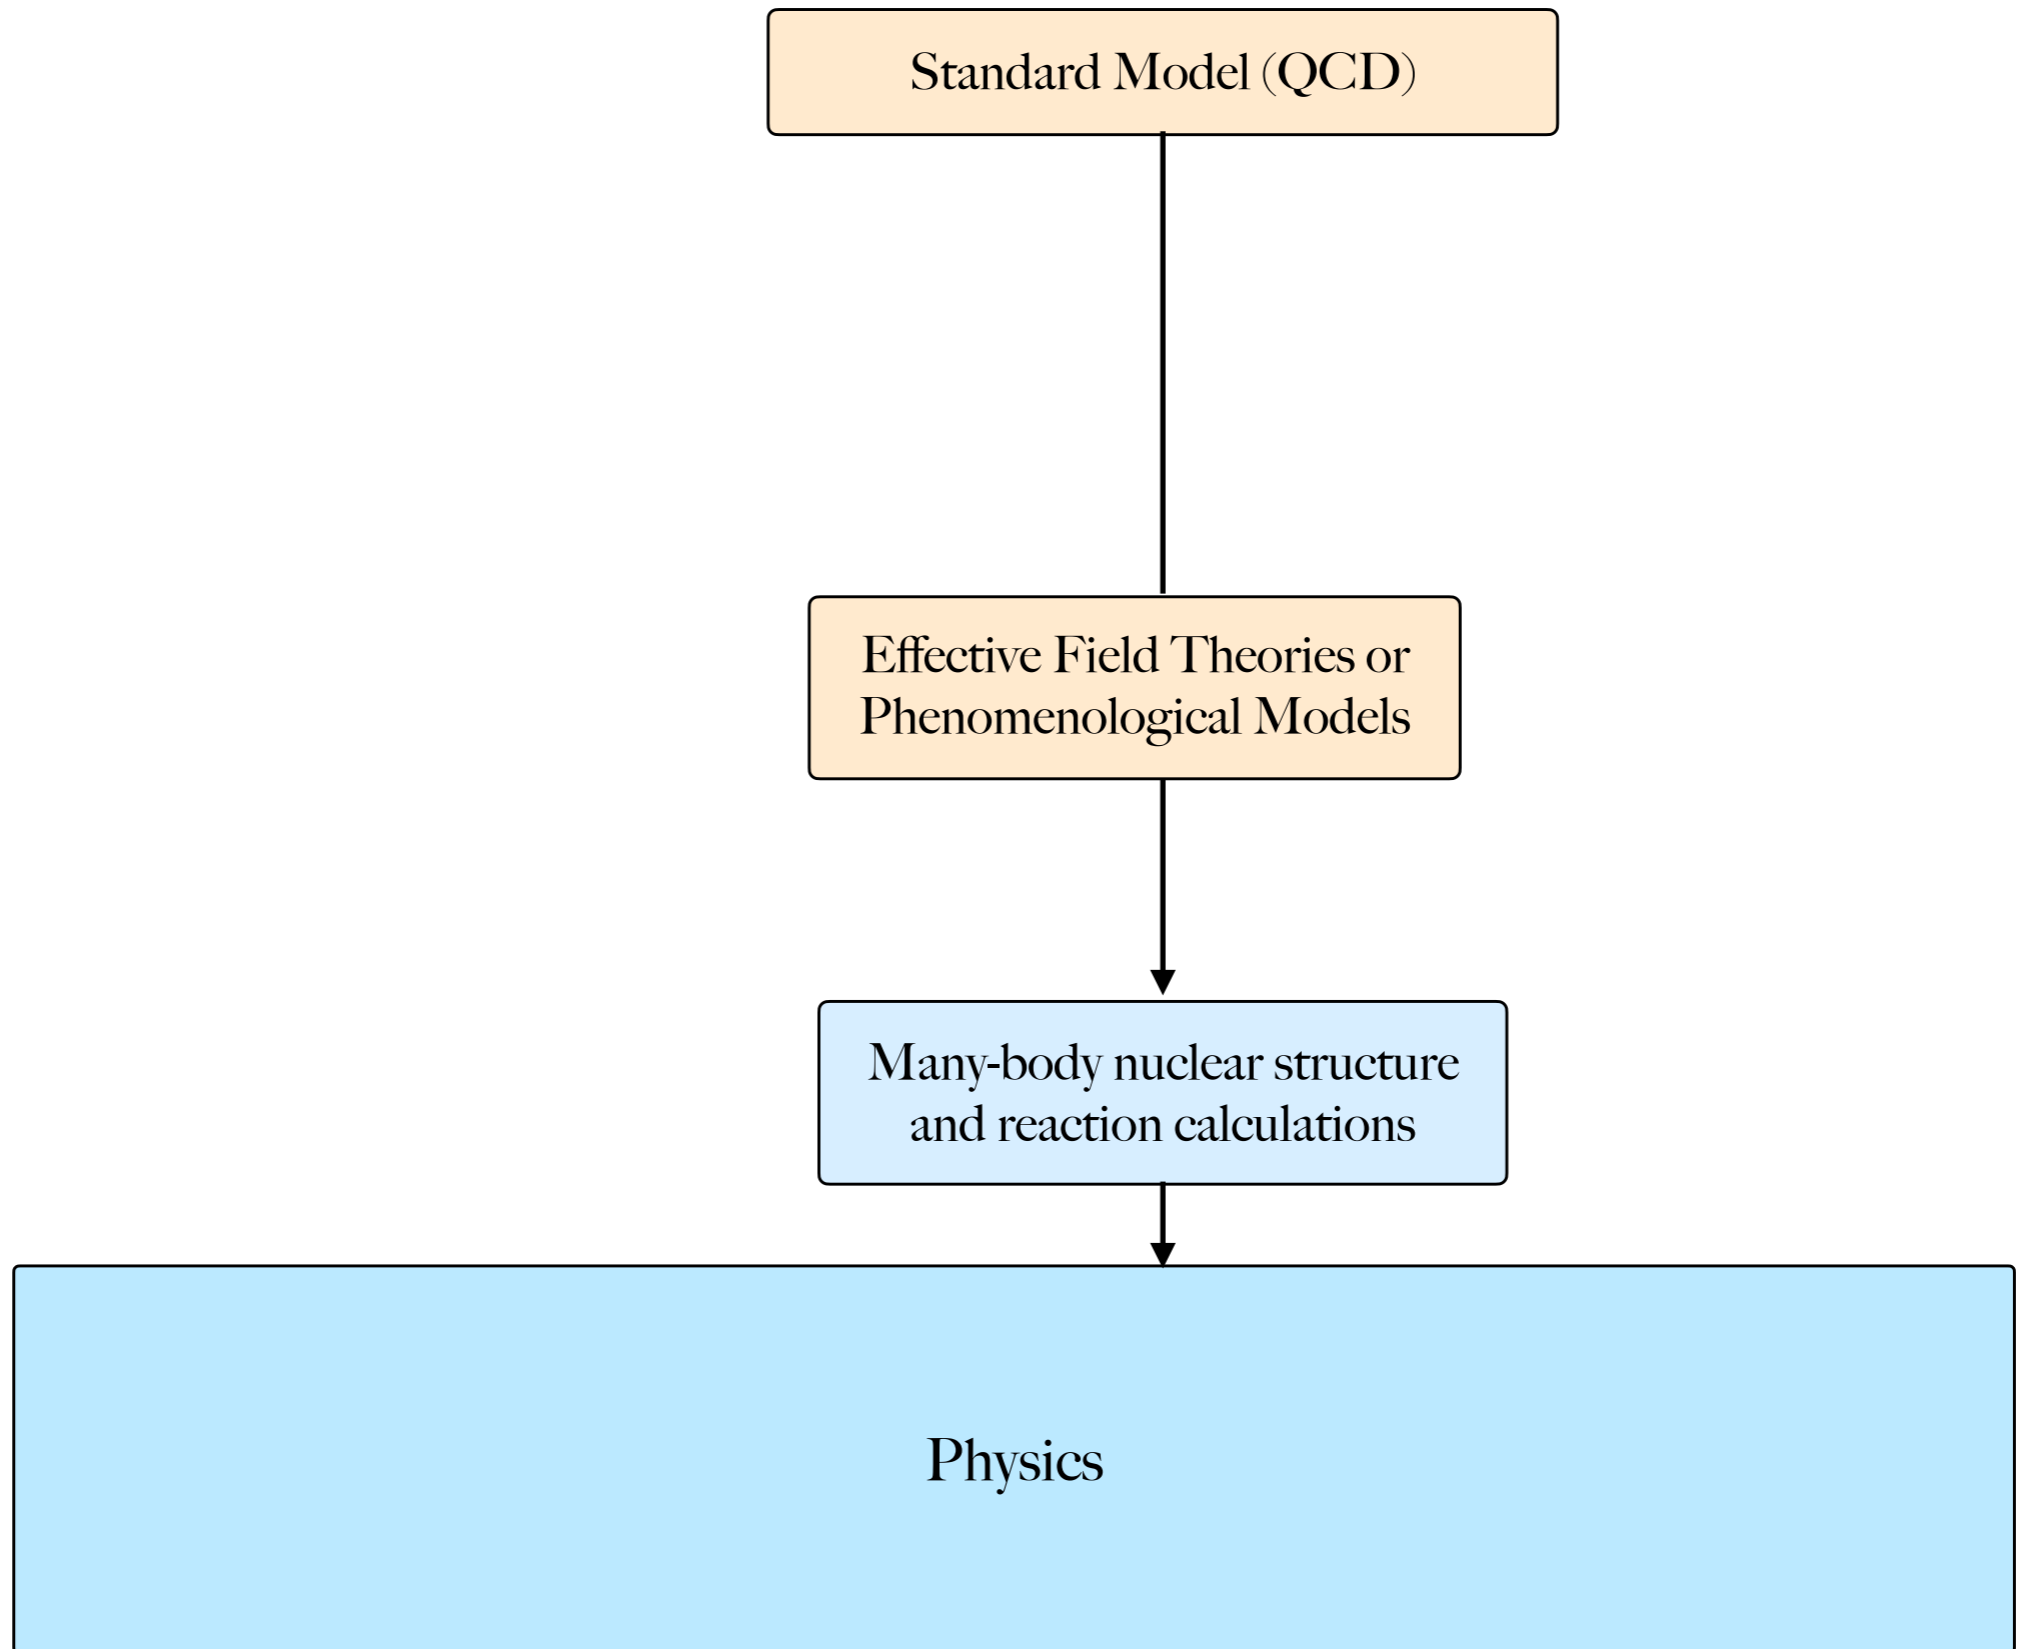 Standard Model (QCD)
Effective Field Theories or
Phenomenological Models
Many-body nuclear structure
and reaction calculations
Physics